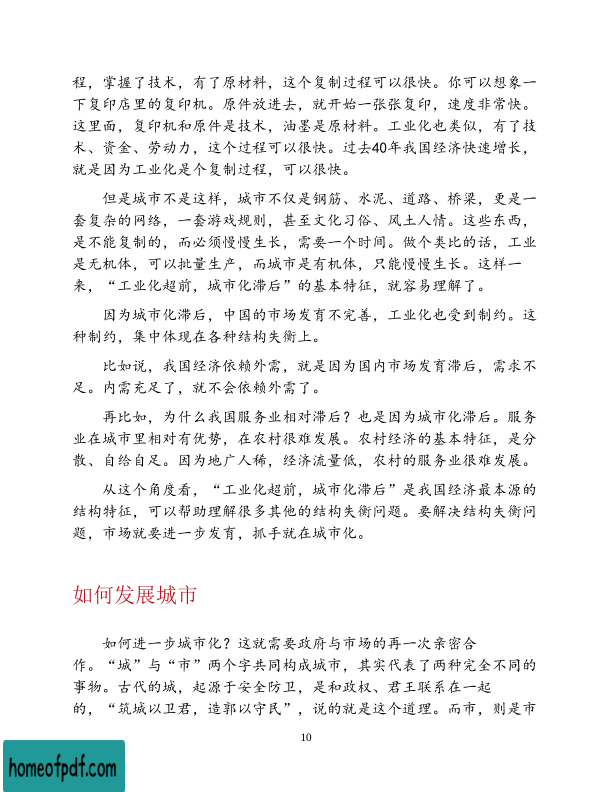 程，掌握了技术，有了原材料，这个复制过程可以很快。你可以想象一
下复印店里的复印机。原件放进去，就开始一张张复印，速度非常快。
这里面，复印机和原件是技术，油墨是原材料。工业化也类似，有了技
术、资金、劳动力，这个过程可以很快。过去40年我国经济快速增长，
就是因为工业化是个复制过程，可以很快。
但是城市不是这样，城市不仅是钢筋、水泥、道路、桥梁，更是一
套复杂的网络，一套游戏规则，甚至文化习俗、风土人情。这些东西，
是不能复制的，而必须慢慢生长，需要一个时间。做个类比的话，工业
是无机体，可以批量生产，而城市是有机体，只能慢慢生长。这样一
来，“工业化超前，城市化滞后”的基本特征，就容易理解了。
因为城市化滞后，中国的市场发育不完善，工业化也受到制约。这
种制约，集中体现在各种结构失衡上。
比如说，我国经济依赖外需，就是因为国内市场发育滞后，需求不
足。内需充足了，就不会依赖外需了。
再比如，为什么我国服务业相对滞后？也是因为城市化滞后。服务
业在城市里相对有优势，在农村很难发展。农村经济的基本特征，是分
散、自给自足。因为地广人稀，经济流量低，农村的服务业很难发展。
从这个角度看，“工业化超前，城市化滞后”是我国经济最本源的
结构特征，可以帮助理解很多其他的结构失衡问题。要解决结构失衡问
题，市场就要进一步发育，抓手就在城市化。
如何发展城市
如何进一步城市化？这就需要政府与市场的再一次亲密合
作。“城”与“市”两个字共同构成城市，其实代表了两种完全不同的
事物。古代的城，起源于安全防卫，是和政权、君王联系在一起
的，“筑城以卫君，造郭以守民”，说的就是这个道理。而市，则是市
10
homeofpdf.com